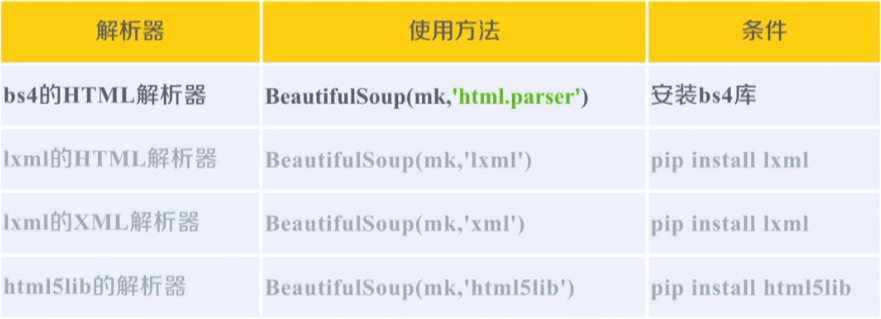 解析器 使用方法 条件
bs4的HTML解析器 BeautifulSoup(mk,'html.parser') 安装bs4库
lxml的HTML解析器 BeautifulSoup(mk,'lxml') pip install lxml
lxml的XML解析器 BeautifulSoup(mk,'xml') pip install lxml
html5lib的解析器 BeautifulSoup(mk,'html5lib') pip install html5lib